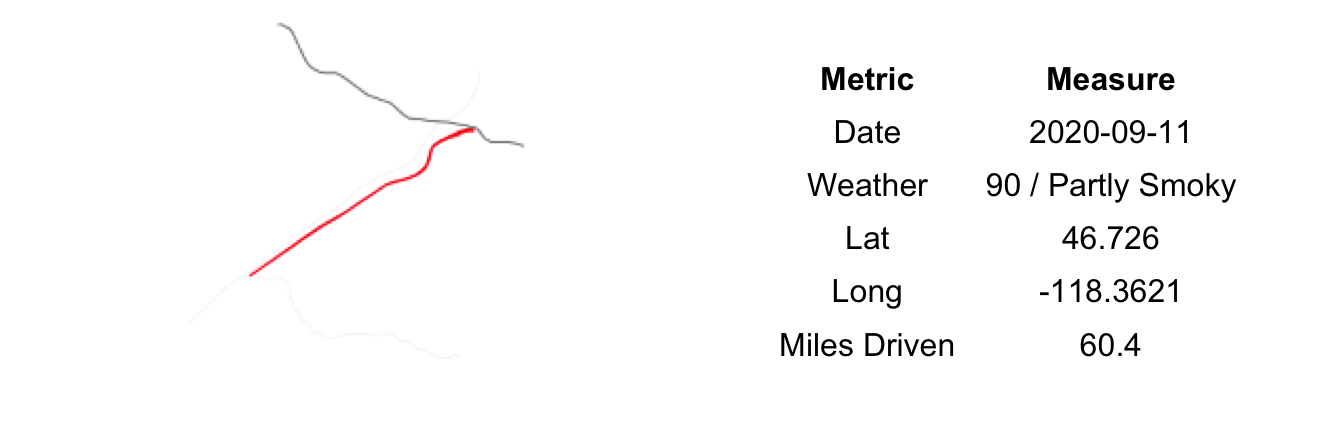 Metric Measure
Date 2020-09-11
Weather 90 / Partly Smoky
Lat 46.726
Long -118.3621
Miles Driven 60.4